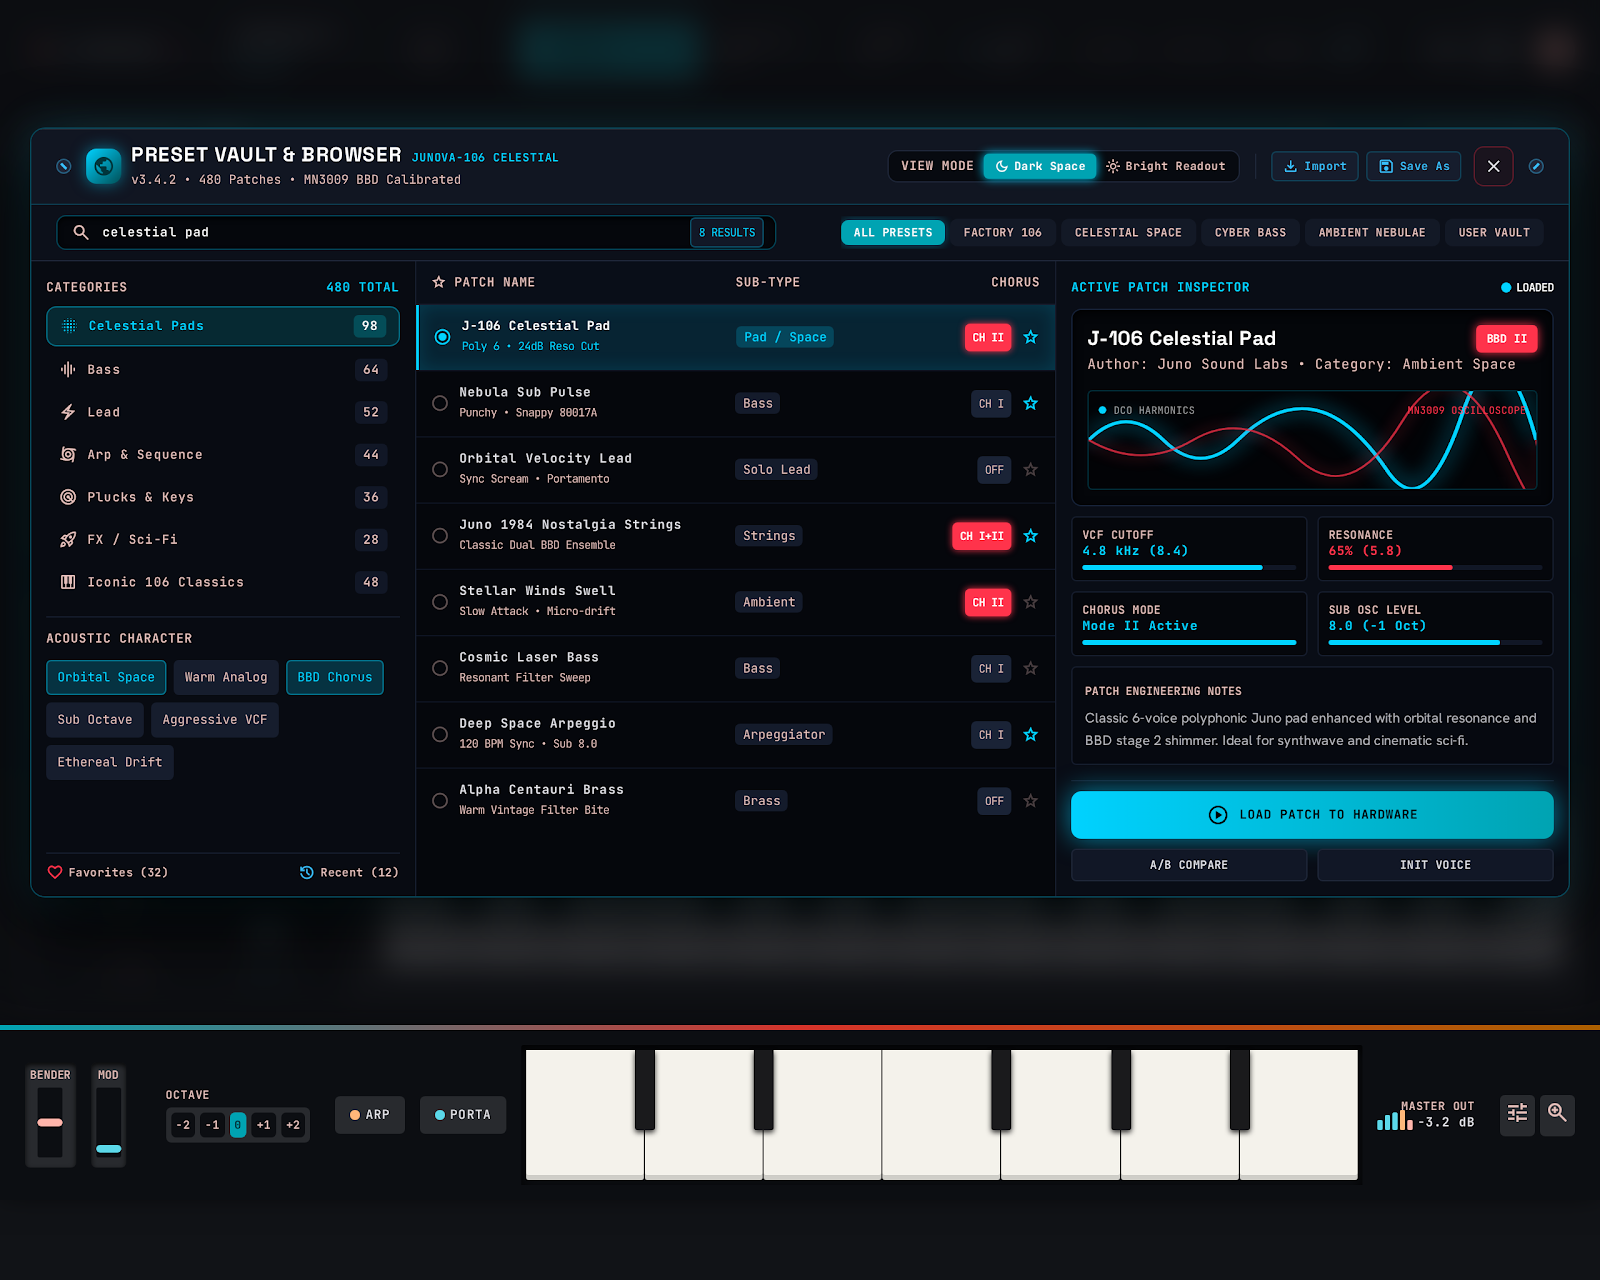 PRESET VAULT & BROWSER JUNOVA-106 CELESTIAL
v3.4.2 • 480 Patches • MN3009 BBD Calibrated
VIEW MODE Dark Space Bright Readout
Import Save As
celestial pad 8 RESULTS
ALL PRESETS FACTORY 106 CELESTIAL SPACE CYBER BASS AMBIENT NEBULAE USER VAULT
CATEGORIES 480 TOTAL
Celestial Pads 98
Bass 64
Lead 52
Arp & Sequence 44
Plucks & Keys 36
FX / Sci-Fi 28
Iconic 106 Classics 48
ACOUSTIC CHARACTER
Orbital Space Warm Analog BBD Chorus
Sub Octave Aggressive VCF
Ethereal Drift
Favorites (32) Recent (12)
PATCH NAME SUB-TYPE CHORUS
J-106 Celestial Pad
Poly 6 • 24dB Reso Cut
Pad / Space CH II
Nebula Sub Pulse
Punchy • Snappy 80017A
Bass CH I
Orbital Velocity Lead
Sync Scream • Portamento
Solo Lead OFF
Juno 1984 Nostalgia Strings
Classic Dual BBD Ensemble
Strings CH I+II
Stellar Winds Swell
Slow Attack • Micro-drift
Ambient CH II
Cosmic Laser Bass
Resonant Filter Sweep
Bass CH I
Deep Space Arpeggio
120 BPM Sync • Sub 8.0
Arpeggiator CH I
Alpha Centauri Brass
Warm Vintage Filter Bite
Brass OFF
ACTIVE PATCH INSPECTOR LOADED
J-106 Celestial Pad BBD II
Author: Juno Sound Labs • Category: Ambient Space
DCO HARMONICS MN3009 OSCILLOSCOPE
VCF CUTOFF
4.8 kHz (8.4)
RESONANCE
65% (5.8)
CHORUS MODE
Mode II Active
SUB OSC LEVEL
8.0 (-1 Oct)
PATCH ENGINEERING NOTES
Classic 6-voice polyphonic Juno pad enhanced with orbital resonance and
BBD stage 2 shimmer. Ideal for synthwave and cinematic sci-fi.
LOAD PATCH TO HARDWARE
A/B COMPARE INIT VOICE
BENDER MOD
OCTAVE
-2 -1 0 +1 +2
ARP PORTA
MASTER OUT
-3.2 dB